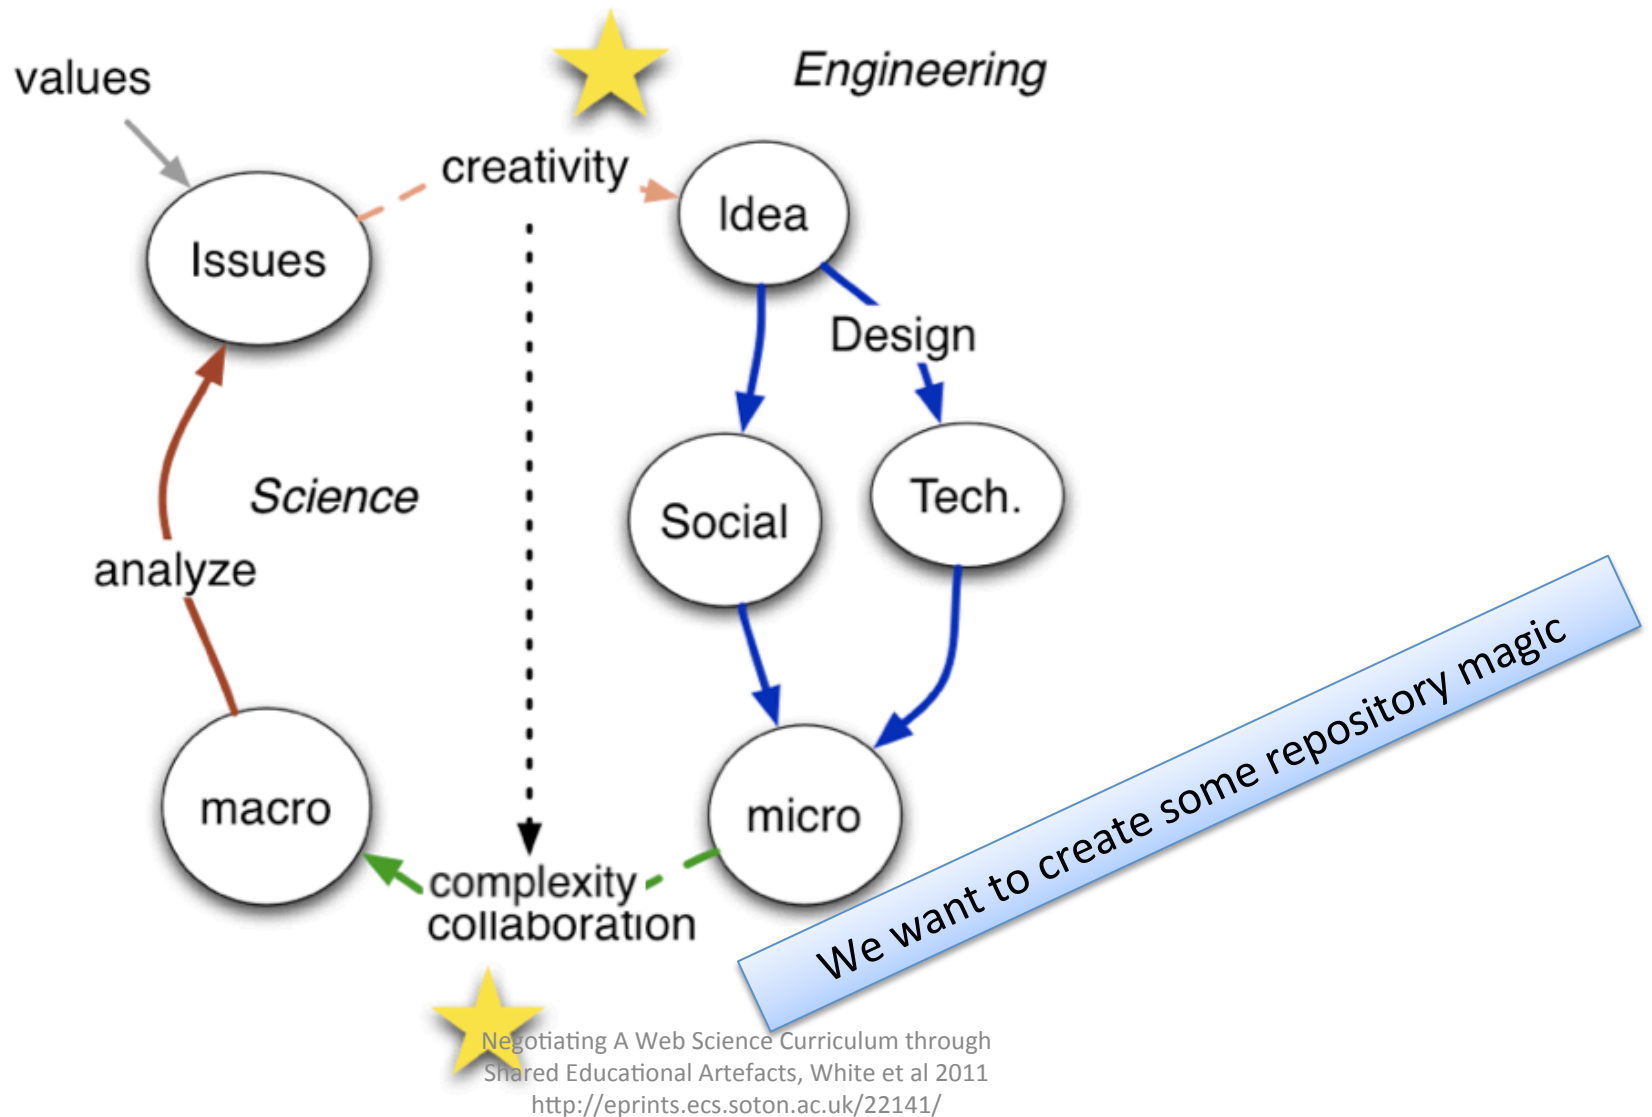 values
Engineering
creativity
Idea
Issues
Design
Science
Social
Tech.
analyze
macro
micro
complexity
collaboration
We want to create some repository magic
Negotiating A Web Science Curriculum through
Shared Educational Artefacts, White et al 2011
http://eprints.ecs.soton.ac.uk/22141/